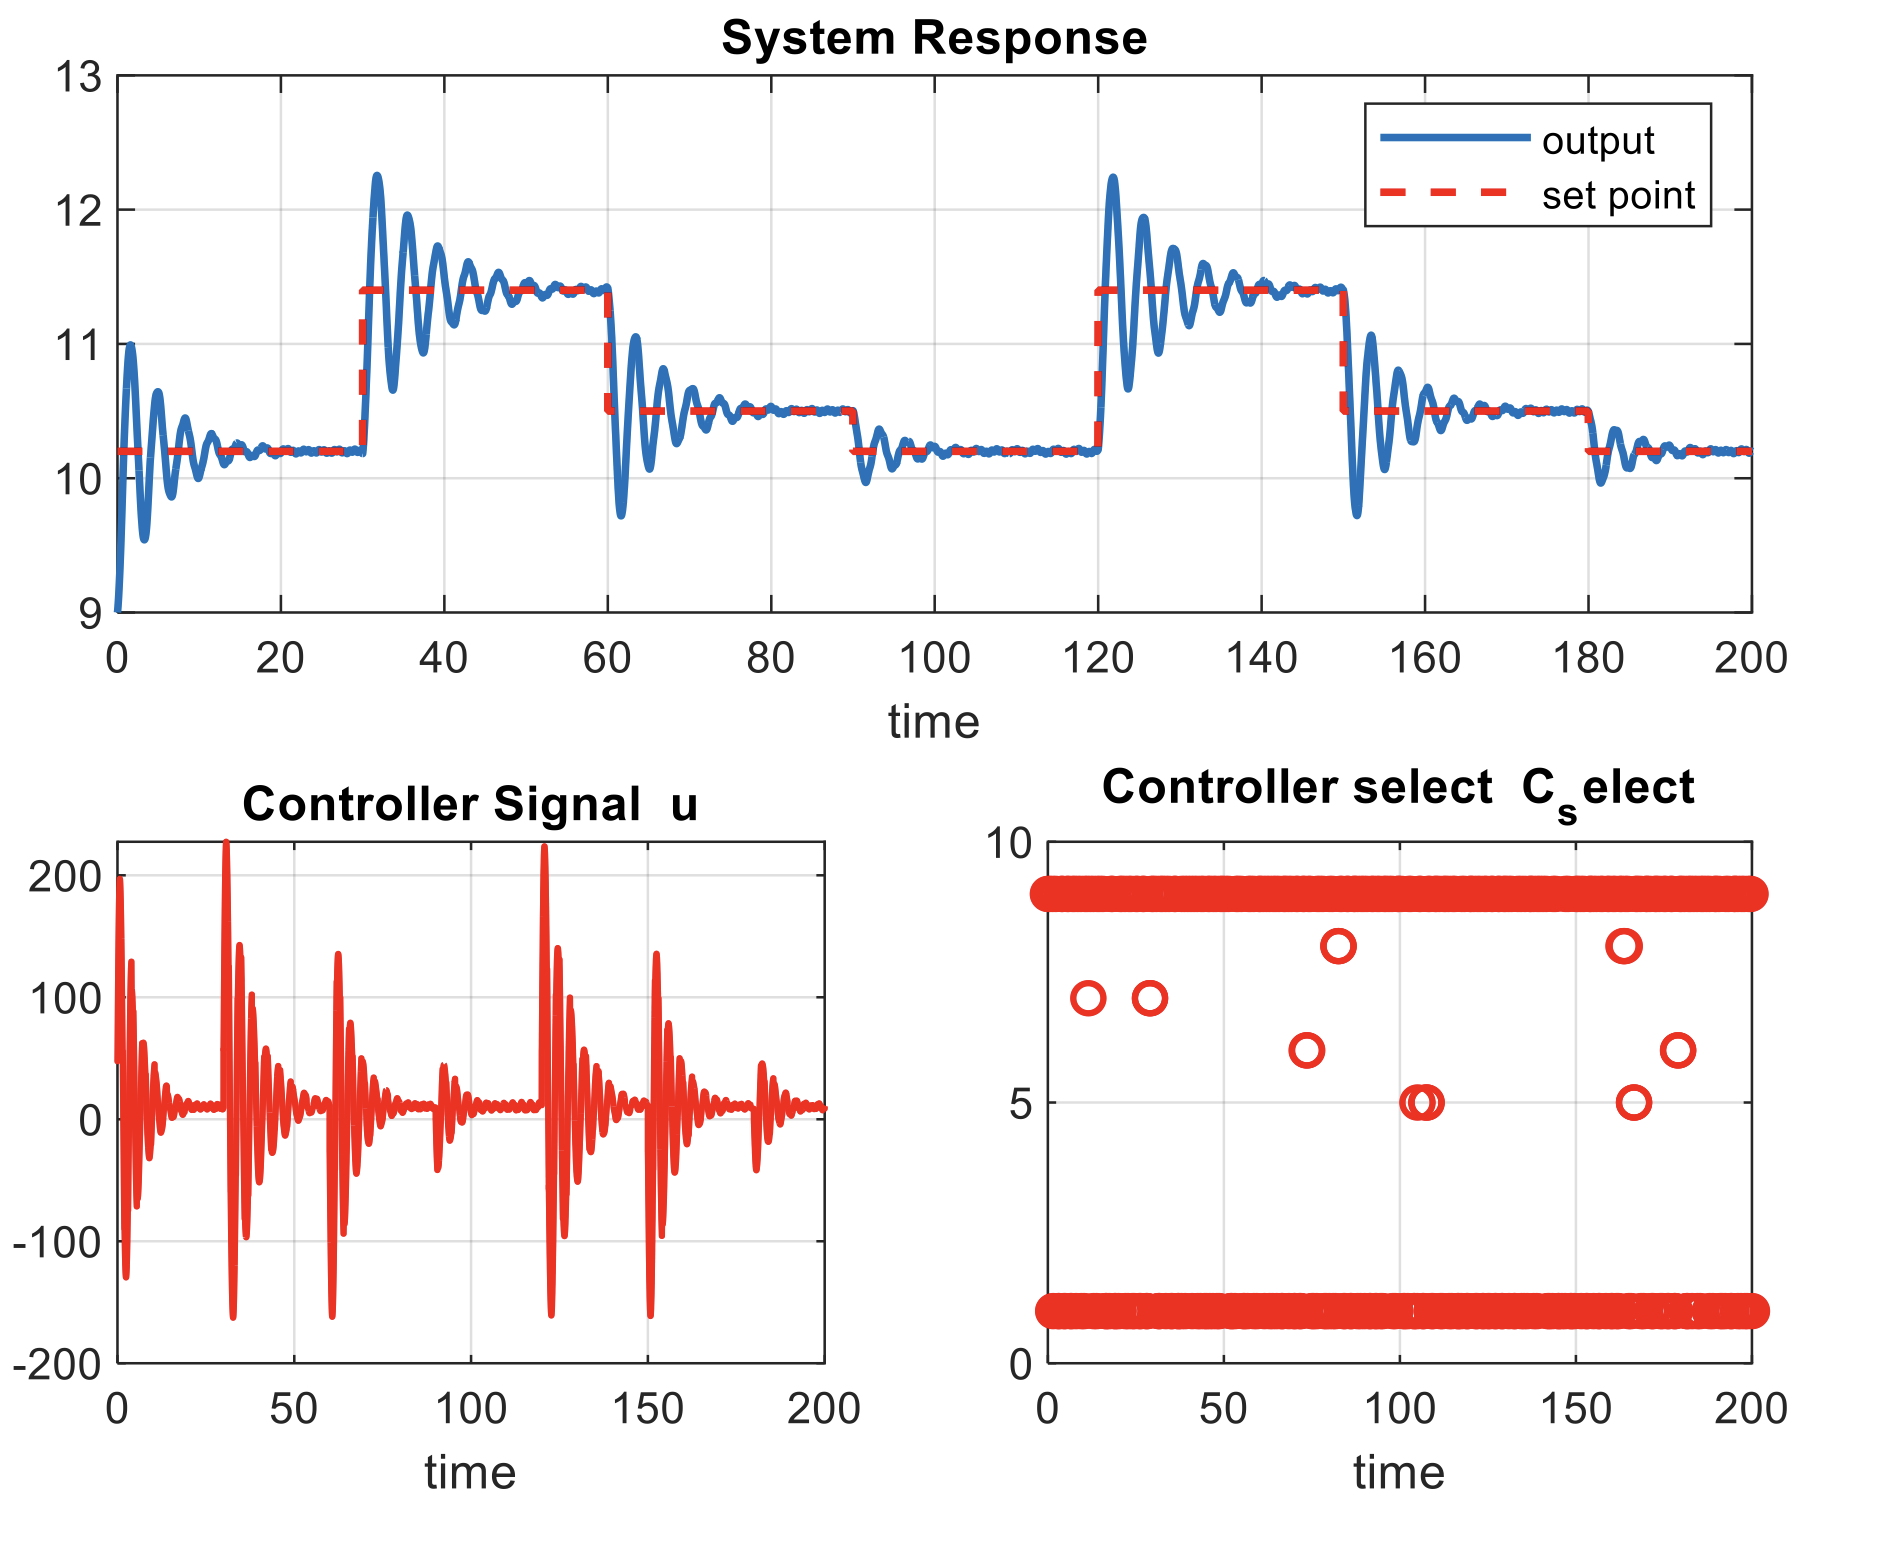 System Response
13
12
11
10
9
output
set point
0 20 40 60 80 100 120 140 160 180 200
time
Controller Signal u
200
100
0
-100
-200
0 50 100 150 200
time
Controller select C_select
10
5
0
0 50 100 150 200
time